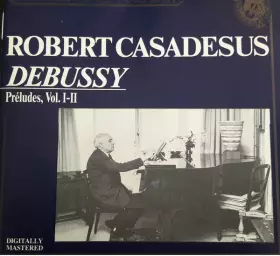 ROBERT CASADESUS
DEBUSSY
Préludes, Vol. I-II
DIGITALLY
MASTERED